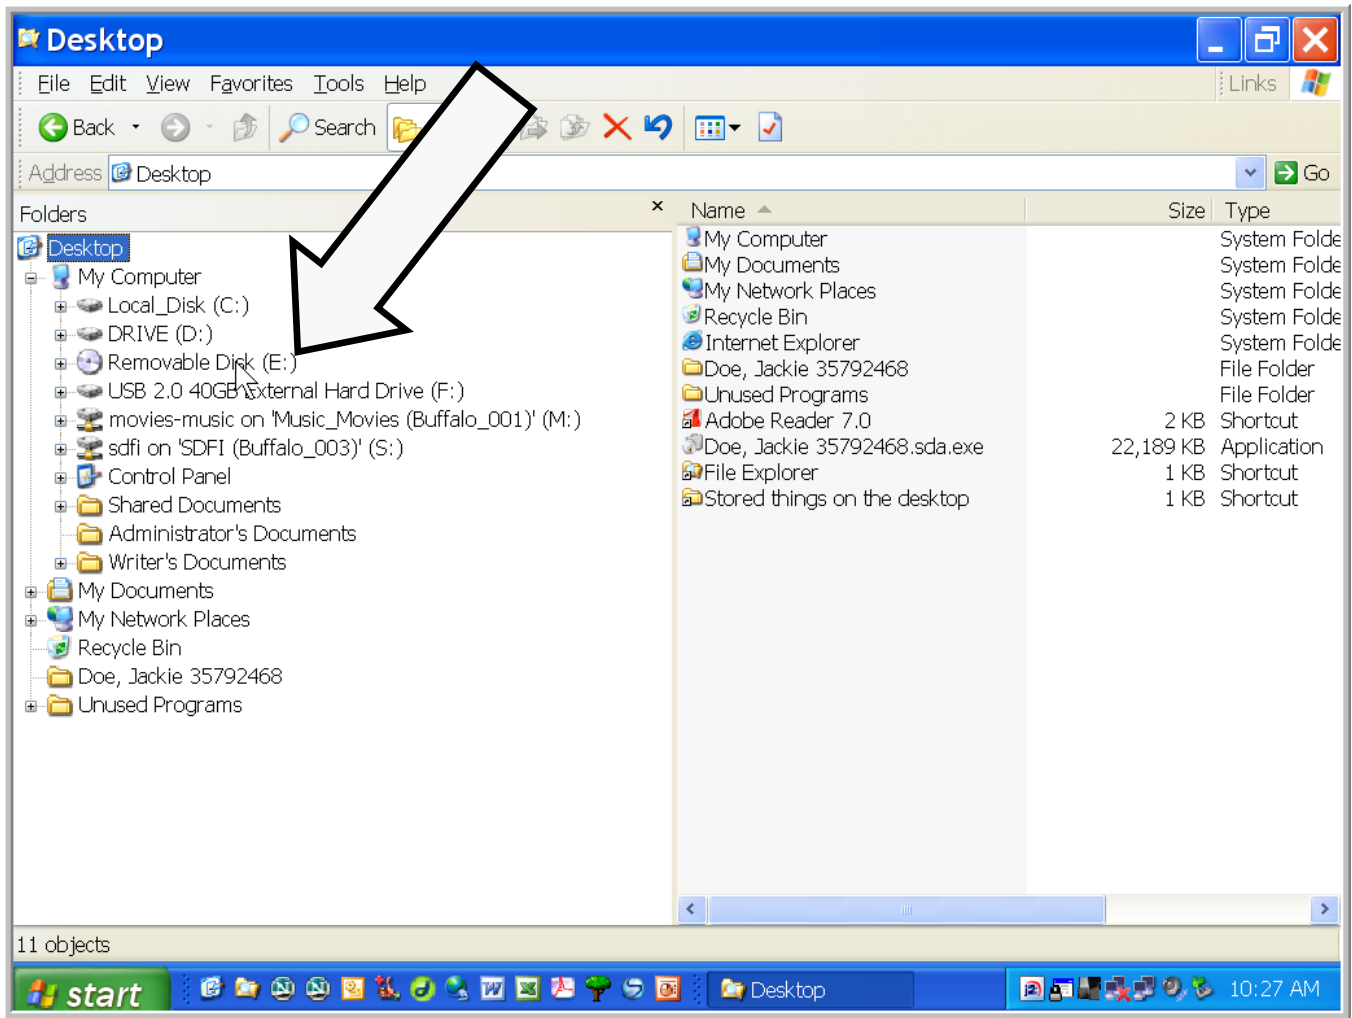 Desktop
File Edit View Favorites Tools Help Links
Back Search
Address Desktop Go
Folders
Desktop
My Computer
Local_Disk (C:)
DRIVE (D:)
Removable Disk (E:)
USB 2.0 40GB External Hard Drive (F:)
movies-music on 'Music_Movies (Buffalo_001)' (M:)
sdfi on 'SDFI (Buffalo_003)' (S:)
Control Panel
Shared Documents
Administrator's Documents
Writer's Documents
My Documents
My Network Places
Recycle Bin
Doe, Jackie 35792468
Unused Programs
Name Size Type
My Computer System Folde
My Documents System Folde
My Network Places System Folde
Recycle Bin System Folde
Internet Explorer System Folde
Doe, Jackie 35792468 File Folder
Unused Programs File Folder
Adobe Reader 7.0 2 KB Shortcut
Doe, Jackie 35792468.sda.exe 22,189 KB Application
File Explorer 1 KB Shortcut
Stored things on the desktop 1 KB Shortcut
11 objects
start Desktop 10:27 AM